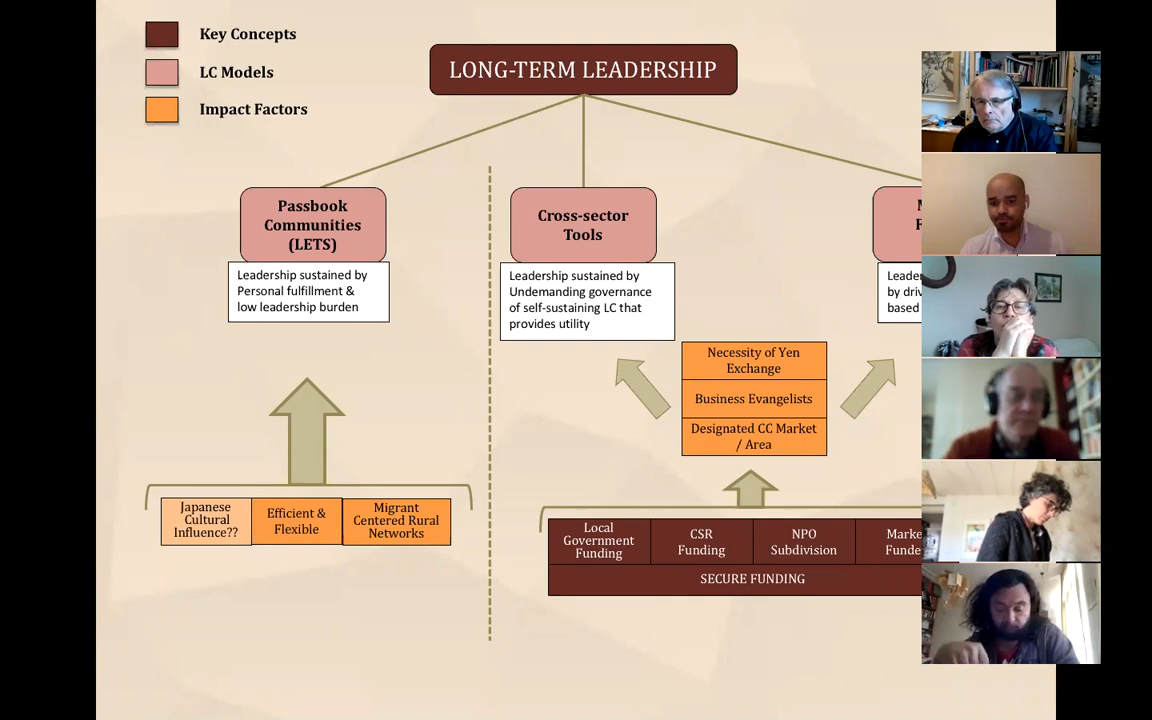 Key Concepts
LC Models
Impact Factors
LONG-TERM LEADERSHIP
Passbook
Communities
(LETS)
Leadership sustained by
Personal fulfillment &
low leadership burden
Cross-sector
Tools
Leadership sustained by
Undemanding governance
of self-sustaining LC that
provides utility
by
based
Necessity of Yen
Exchange
Business Evangelists
Designated CC Market
/ Area
Japanese
Cultural
Influence??
Efficient &
Flexible
Migrant
Centered Rural
Networks
Local
Government
Funding
CSR
Funding
NPO
Subdivision
SECURE FUNDING